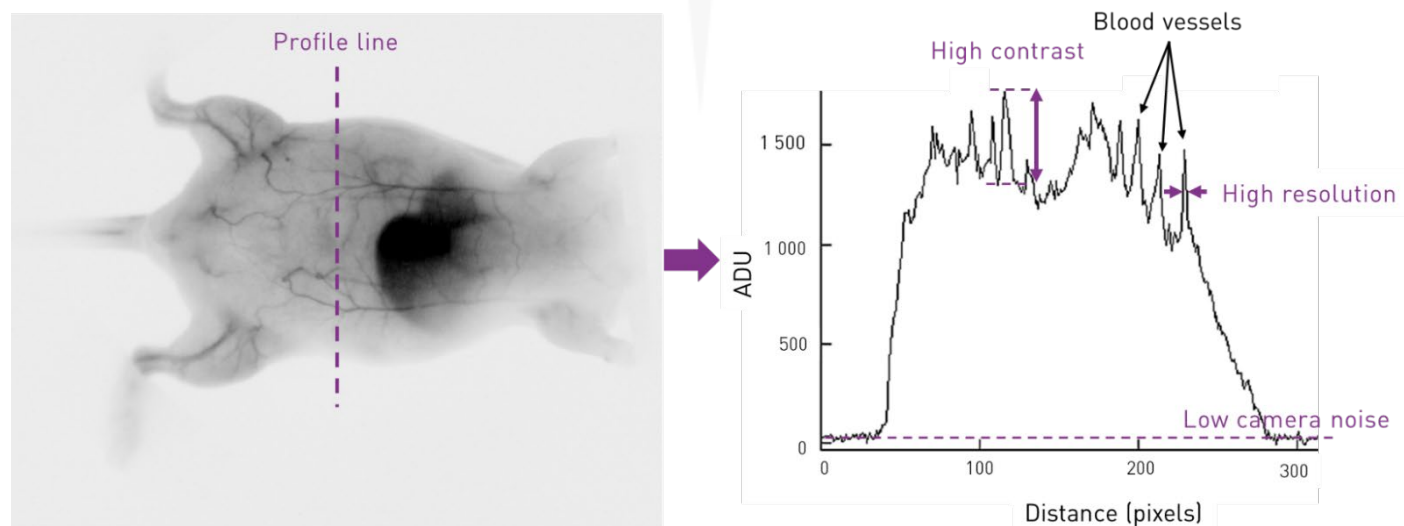 Profile line
Blood vessels
High contrast
1 500
High resolution
1 000
ADU
500
Low camera noise
0
0
100
200
300
Distance (pixels)